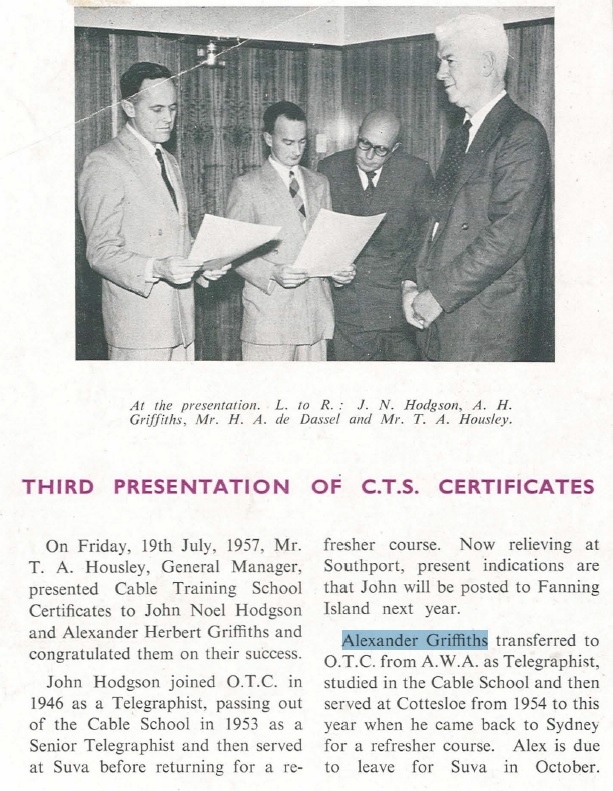 At the presentation. L. to R.: J. N. Hodgson, A. H.
Griffiths, Mr. H. A. de Dassel and Mr. T. A. Housley.
THIRD PRESENTATION OF C.T.S. CERTIFICATES
On Friday, 19th July, 1957, Mr.
T. A. Housley, General Manager,
presented Cable Training School
Certificates to John Noel Hodgson
and Alexander Herbert Griffiths and
congratulated them on their success.
John Hodgson joined O.T.C. in
1946 as a Telegraphist, passing out
of the Cable School in 1953 as a
Senior Telegraphist and then served
at Suva before returning for a re-
fresher course. Now relieving at
Southport, present indications are
that John will be posted to Fanning
Island next year.
Alexander Griffiths transferred to
O.T.C. from A.W.A. as Telegraphist,
studied in the Cable School and then
served at Cottesloe from 1954 to this
year when he came back to Sydney
for a refresher course. Alex is due
to leave for Suva in October.